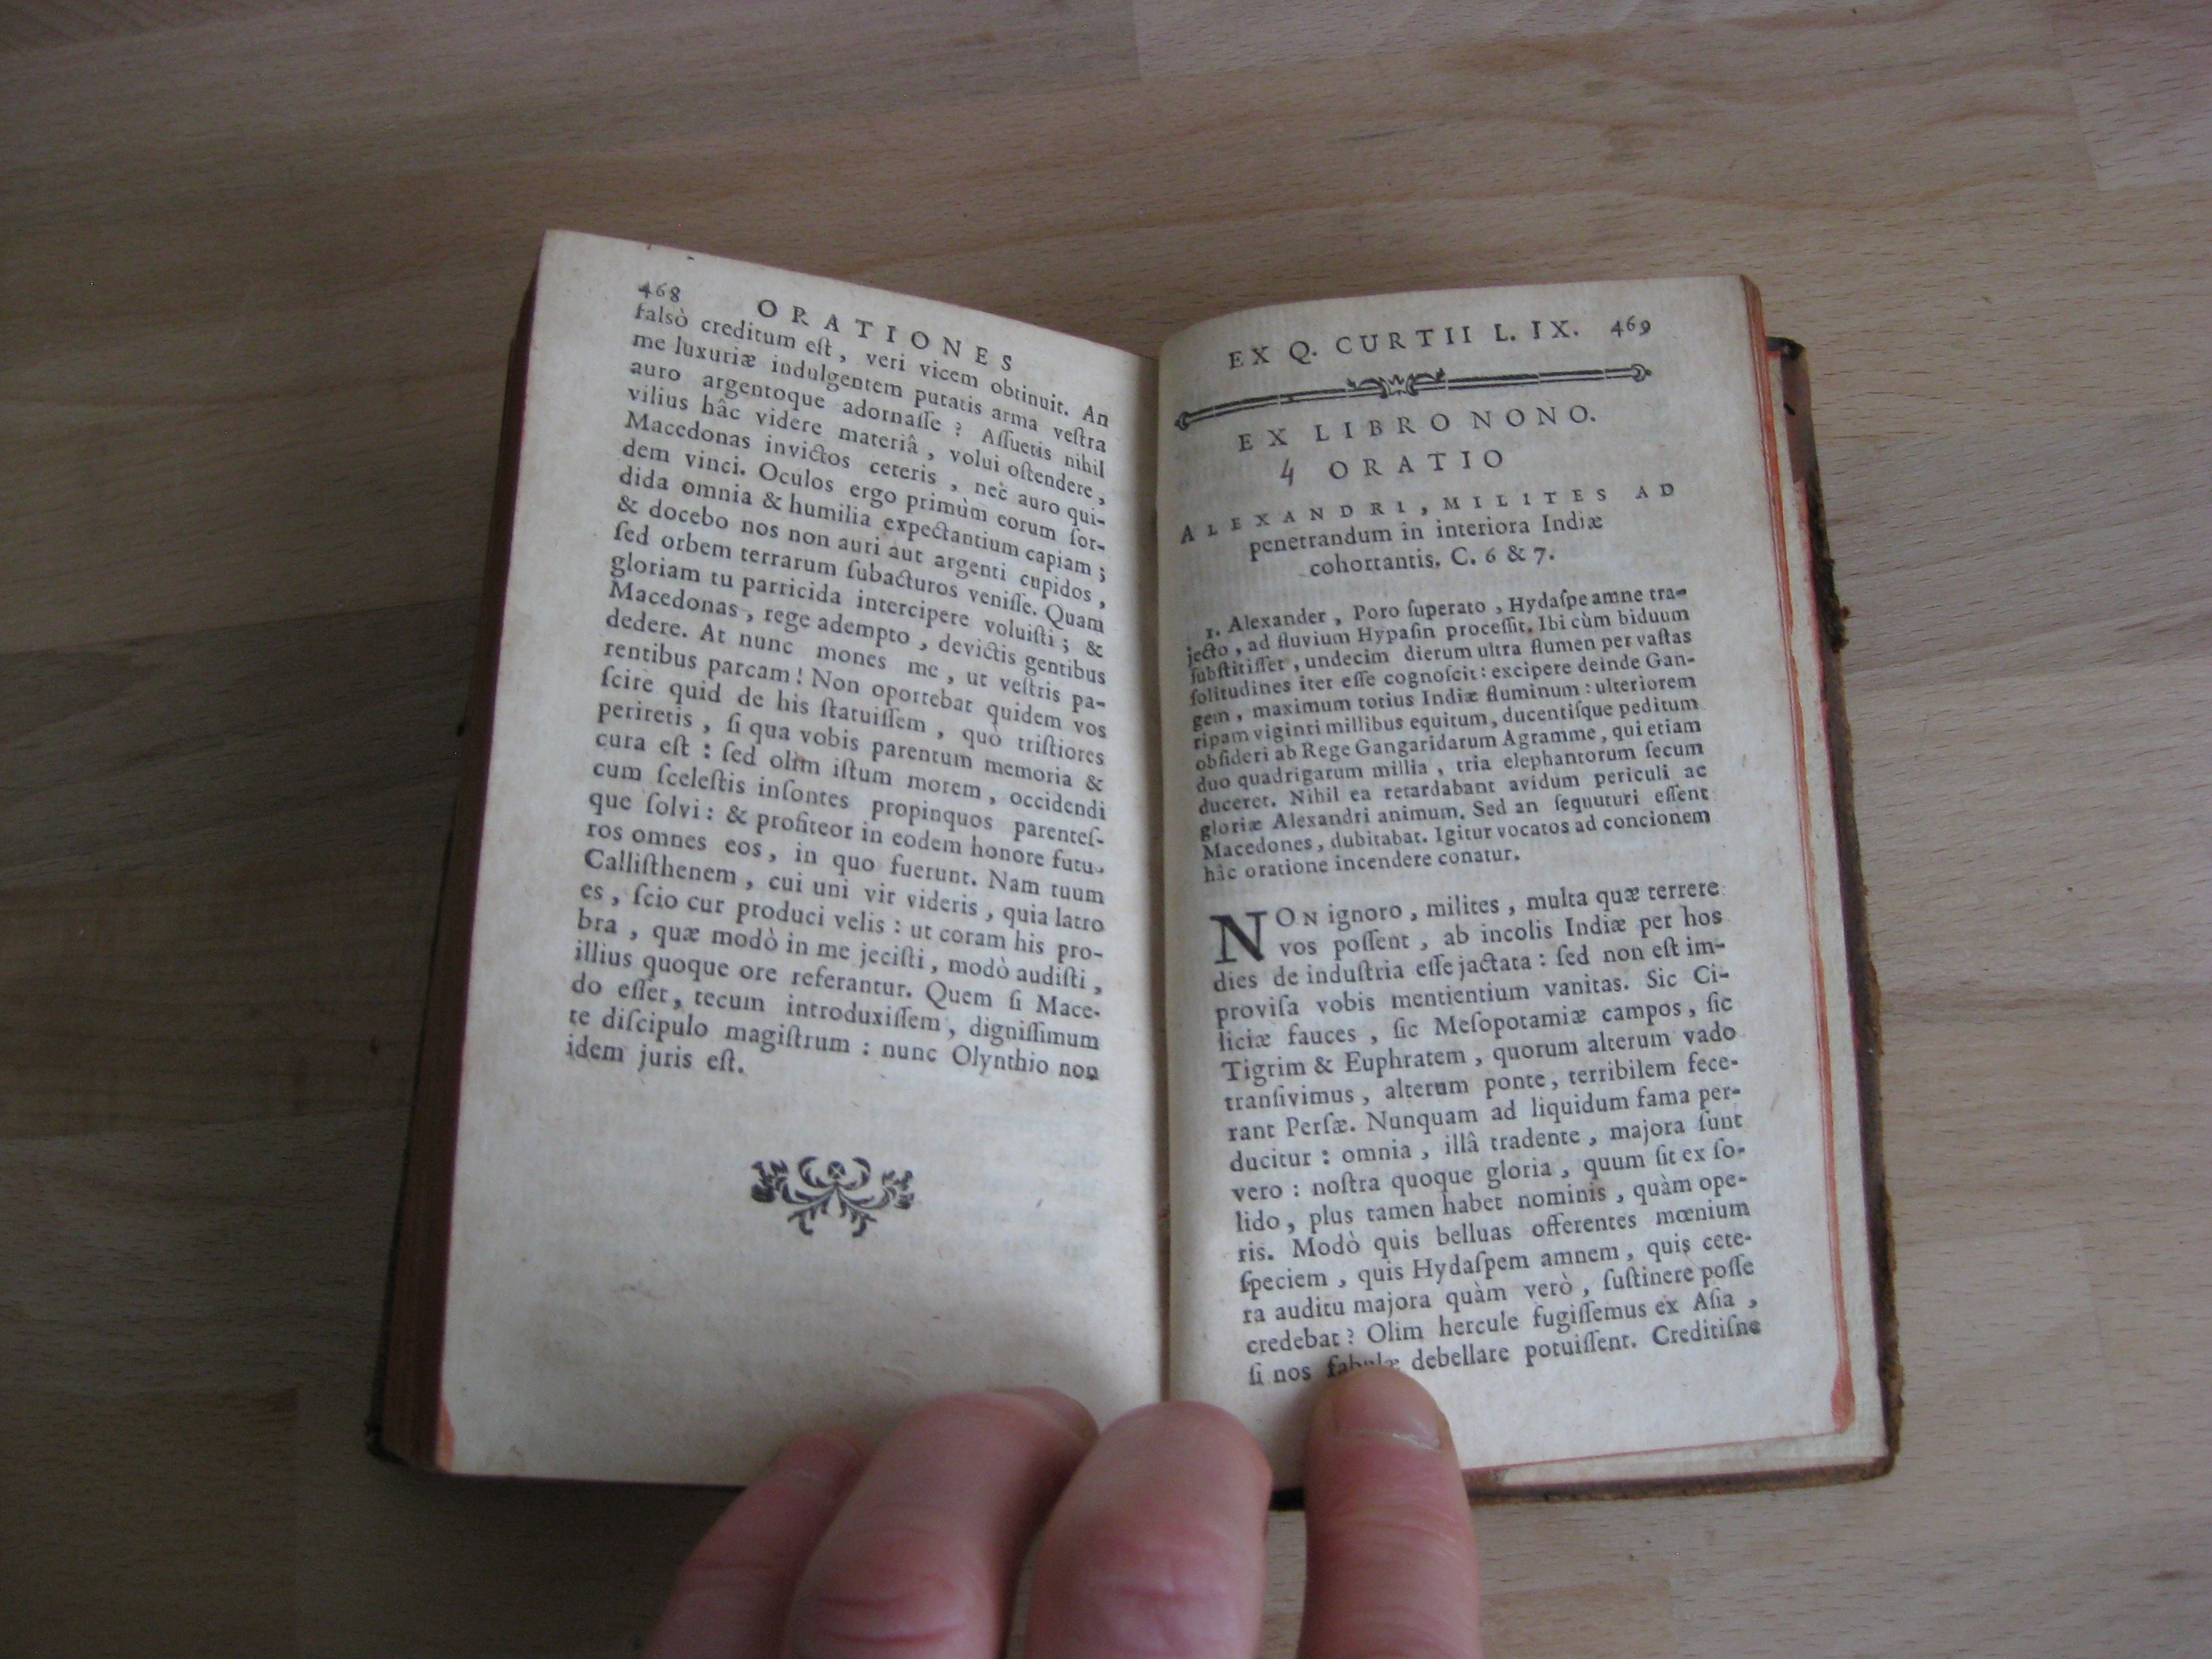 468 ORATIONES
falsò creditum eſt, veri vicem obtinuit. An
me luxuriæ indulgentem putatis arma veſtra
auro argentoque adornaſſe ? Aſſuetis nihil
vilius hâc videre materiâ, volui oſtendere,
Macedonas invictos ceteris, nec auro qui-
dem vinci. Oculos ergo primùm eorum ſor-
dida omnia & humilia expectantium capiam;
& docebo nos non auri aut argenti cupidos,
ſed orbem terrarum ſubacturos veniſſe. Quam
gloriam tu parricida intercipere voluiſti; &
Macedonas, rege adempto, devictis gentibus
dedere. At nunc mones me, ut veſtris pa-
rentibus parcam! Non oportebat quidem vos
ſcire quid de his ſtatuiſſem, quò triſtiores
periretis, ſi qua vobis parentum memoria &
cura eſt : ſed olim iſtum morem, occidendi
cum ſceleſtis inſontes propinquos parenteſ-
que ſolvi : & profiteor in eodem honore futu-
ros omnes eos, in quo fuerunt. Nam tuum
Calliſthenem, cui uni vir videris, quia latro
es, ſcio cur produci velis : ut coram his pro-
bra, quæ modò in me jeciſti, modò audiſti,
illius quoque ore referantur. Quem ſi Mace-
do eſſet, tecum introduxiſſem, digniſſimum
te diſcipulo magiſtrum : nunc Olynthio non
idem juris eſt.
EX Q. CURTII L. IX. 469
EX LIBRO NONO.
4 ORATIO
ALEXANDRI, MILITES AD
penetrandum in interiora Indiæ
cohortantis. C. 6 & 7.
1. Alexander, Poro ſuperato, Hydaſpe amne tra-
jecto, ad fluvium Hypaſin proceſſit. Ibi cùm biduum
ſubſtitiſſet, undecim dierum ultra flumen per vaſtas
ſolitudines iter eſſe cognoſcit : excipere deinde Gan-
gem, maximum totius Indiæ fluminum : ulteriorem
ripam viginti millibus equitum, ducentiſque peditum
obſideri ab Rege Gangaridarum Agramme, qui etiam
duo quadrigarum millia, tria elephantorum ſecum
duceret. Nihil ea retardabant avidum periculi ac
gloriæ Alexandri animum. Sed an ſequuturi eſſent
Macedones, dubitabat. Igitur vocatos ad concionem
hâc oratione incendere conatur.
NON ignoro, milites, multa quæ terrere
vos poſſent, ab incolis Indiæ per hos
dies de induſtria eſſe jactata : ſed non eſt im-
proviſa vobis mentientium vanitas. Sic Ci-
liciæ fauces, ſic Meſopotamiæ campos, ſic
Tigrim & Euphratem, quorum alterum vado
tranſivimus, alterum ponte, terribilem fece-
rant Perſæ. Nunquam ad liquidum fama per-
ducitur : omnia, illâ tradente, majora ſunt
vero : noſtra quoque gloria, quum ſit ex ſo-
lido, plus tamen habet nominis, quàm ope-
ris. Modò quis belluas offerentes mœnium
ſpeciem, quis Hydaſpem amnem, quis cete-
ra auditu majora quàm verò, ſuſtinere poſſe
credebat ? Olim hercule fugiſſemus ex Aſia,
ſi nos fabulæ debellare potuiſſent. Creditiſne